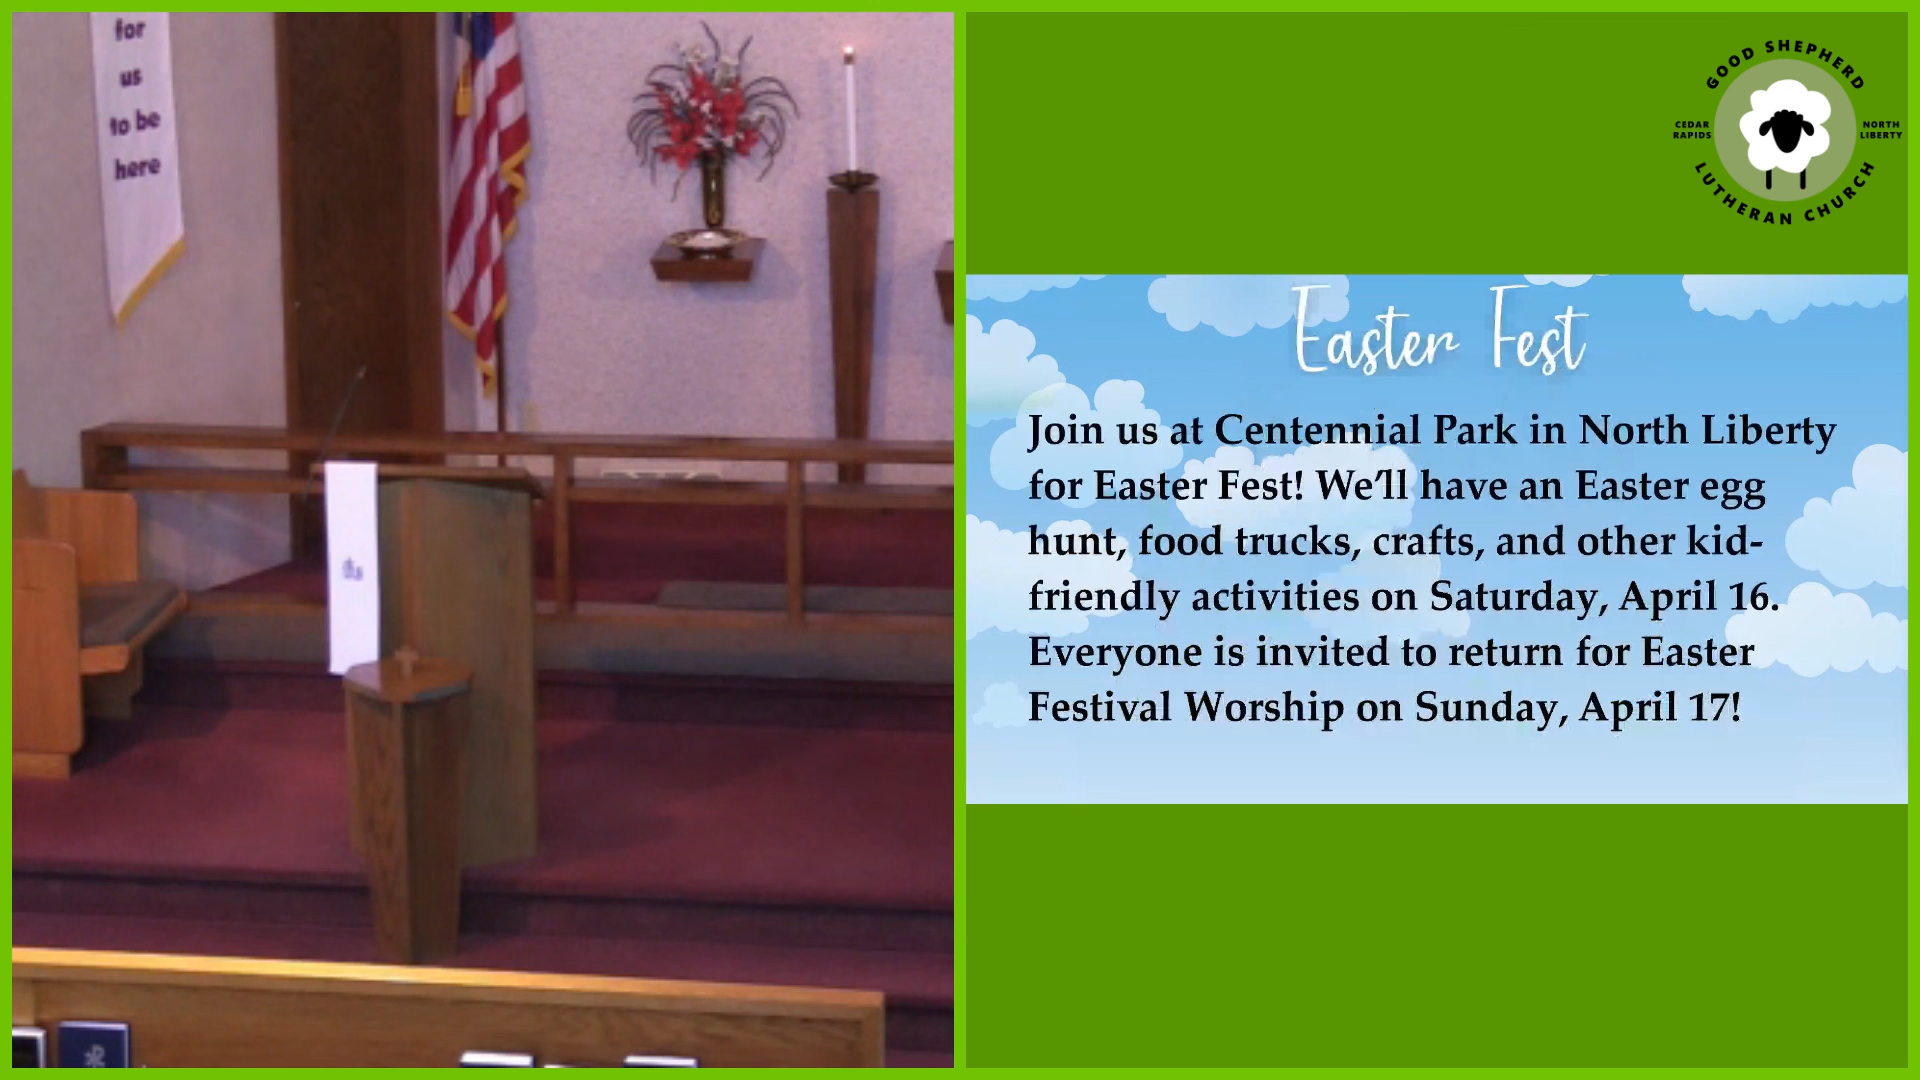 for
us
to be
here
GOOD SHEPHERD
CEDAR
RAPIDS
NORTH
LIBERTY
LUTHERAN CHURCH
Easter Fest
Join us at Centennial Park in North Liberty
for Easter Fest! We'll have an Easter egg
hunt, food trucks, crafts, and other kid-
friendly activities on Saturday, April 16.
Everyone is invited to return for Easter
Festival Worship on Sunday, April 17!